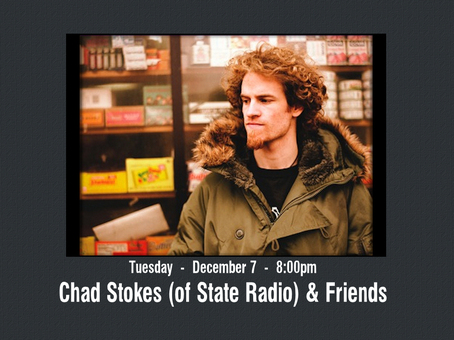 Tuesday - December 7 - 8:00pm
Chad Stokes (of State Radio) & Friends